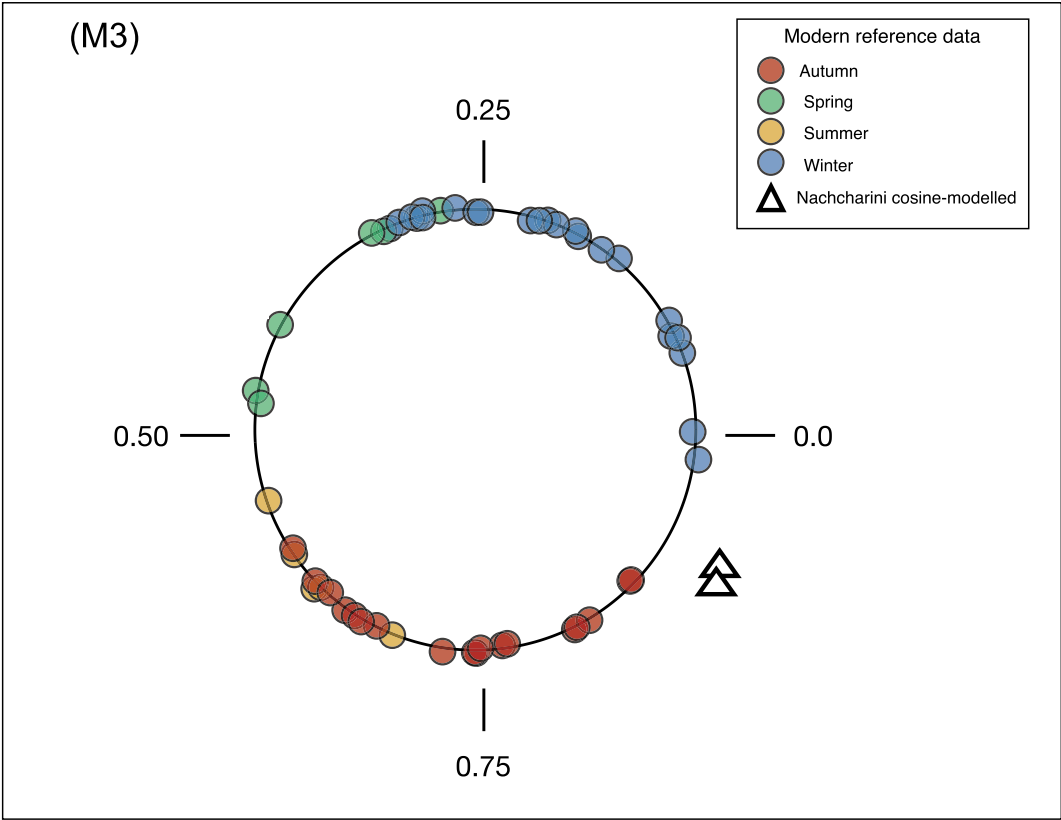 (M3)
Modern reference data
Autumn
Spring
Summer
Winter
Nachcharini cosine-modelled
0.25
0.50
0.0
0.75